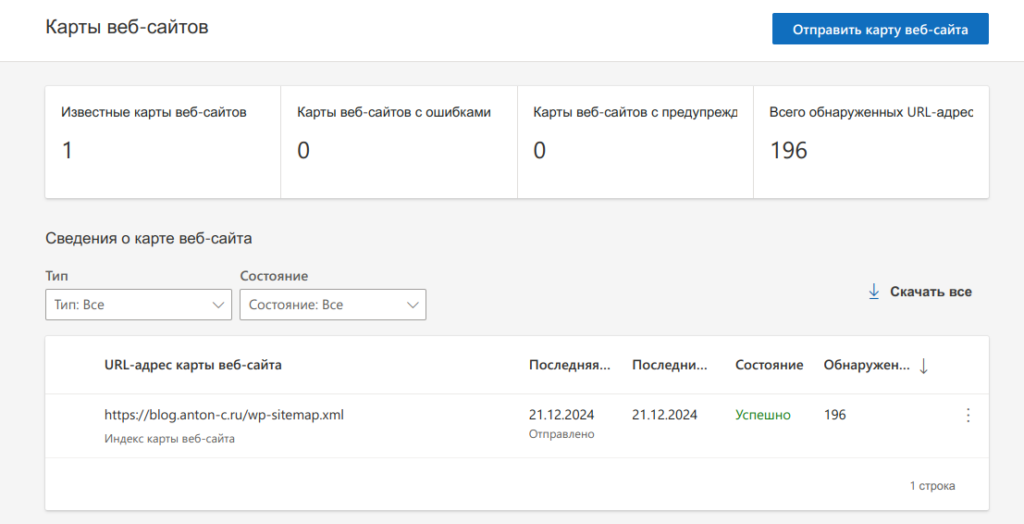 Карты веб-сайтов
Отправить карту веб-сайта
Известные карты веб-сайтов
Карты веб-сайтов с ошибками
Карты веб-сайтов с предупрежд
Всего обнаруженных URL-адрес
1
0
0
196
Сведения о карте веб-сайта
Тип
Состояние
Тип: Все
Состояние: Все
Скачать все
URL-адрес карты веб-сайта
Последняя...
Последни...
Состояние
Обнаружен...
https://blog.anton-c.ru/wp-sitemap.xml
21.12.2024
21.12.2024
Успешно
196
Индекс карты веб-сайта
Отправлено
1 строка